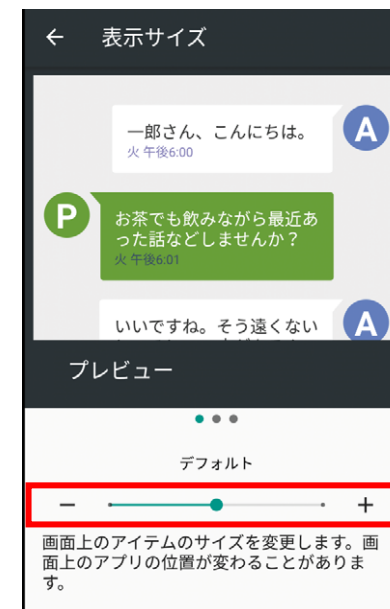 ← 表示サイズ
一郎さん、こんにちは。
A
火 午後6:00
P
お茶でも飲みながら最近あ
った話などしませんか？
火 午後6:01
いいですね。そう遠くない
A
プレビュー
デフォルト
− +
画面上のアイテムのサイズを変更します。画
面上のアプリの位置が変わることがありま
す。